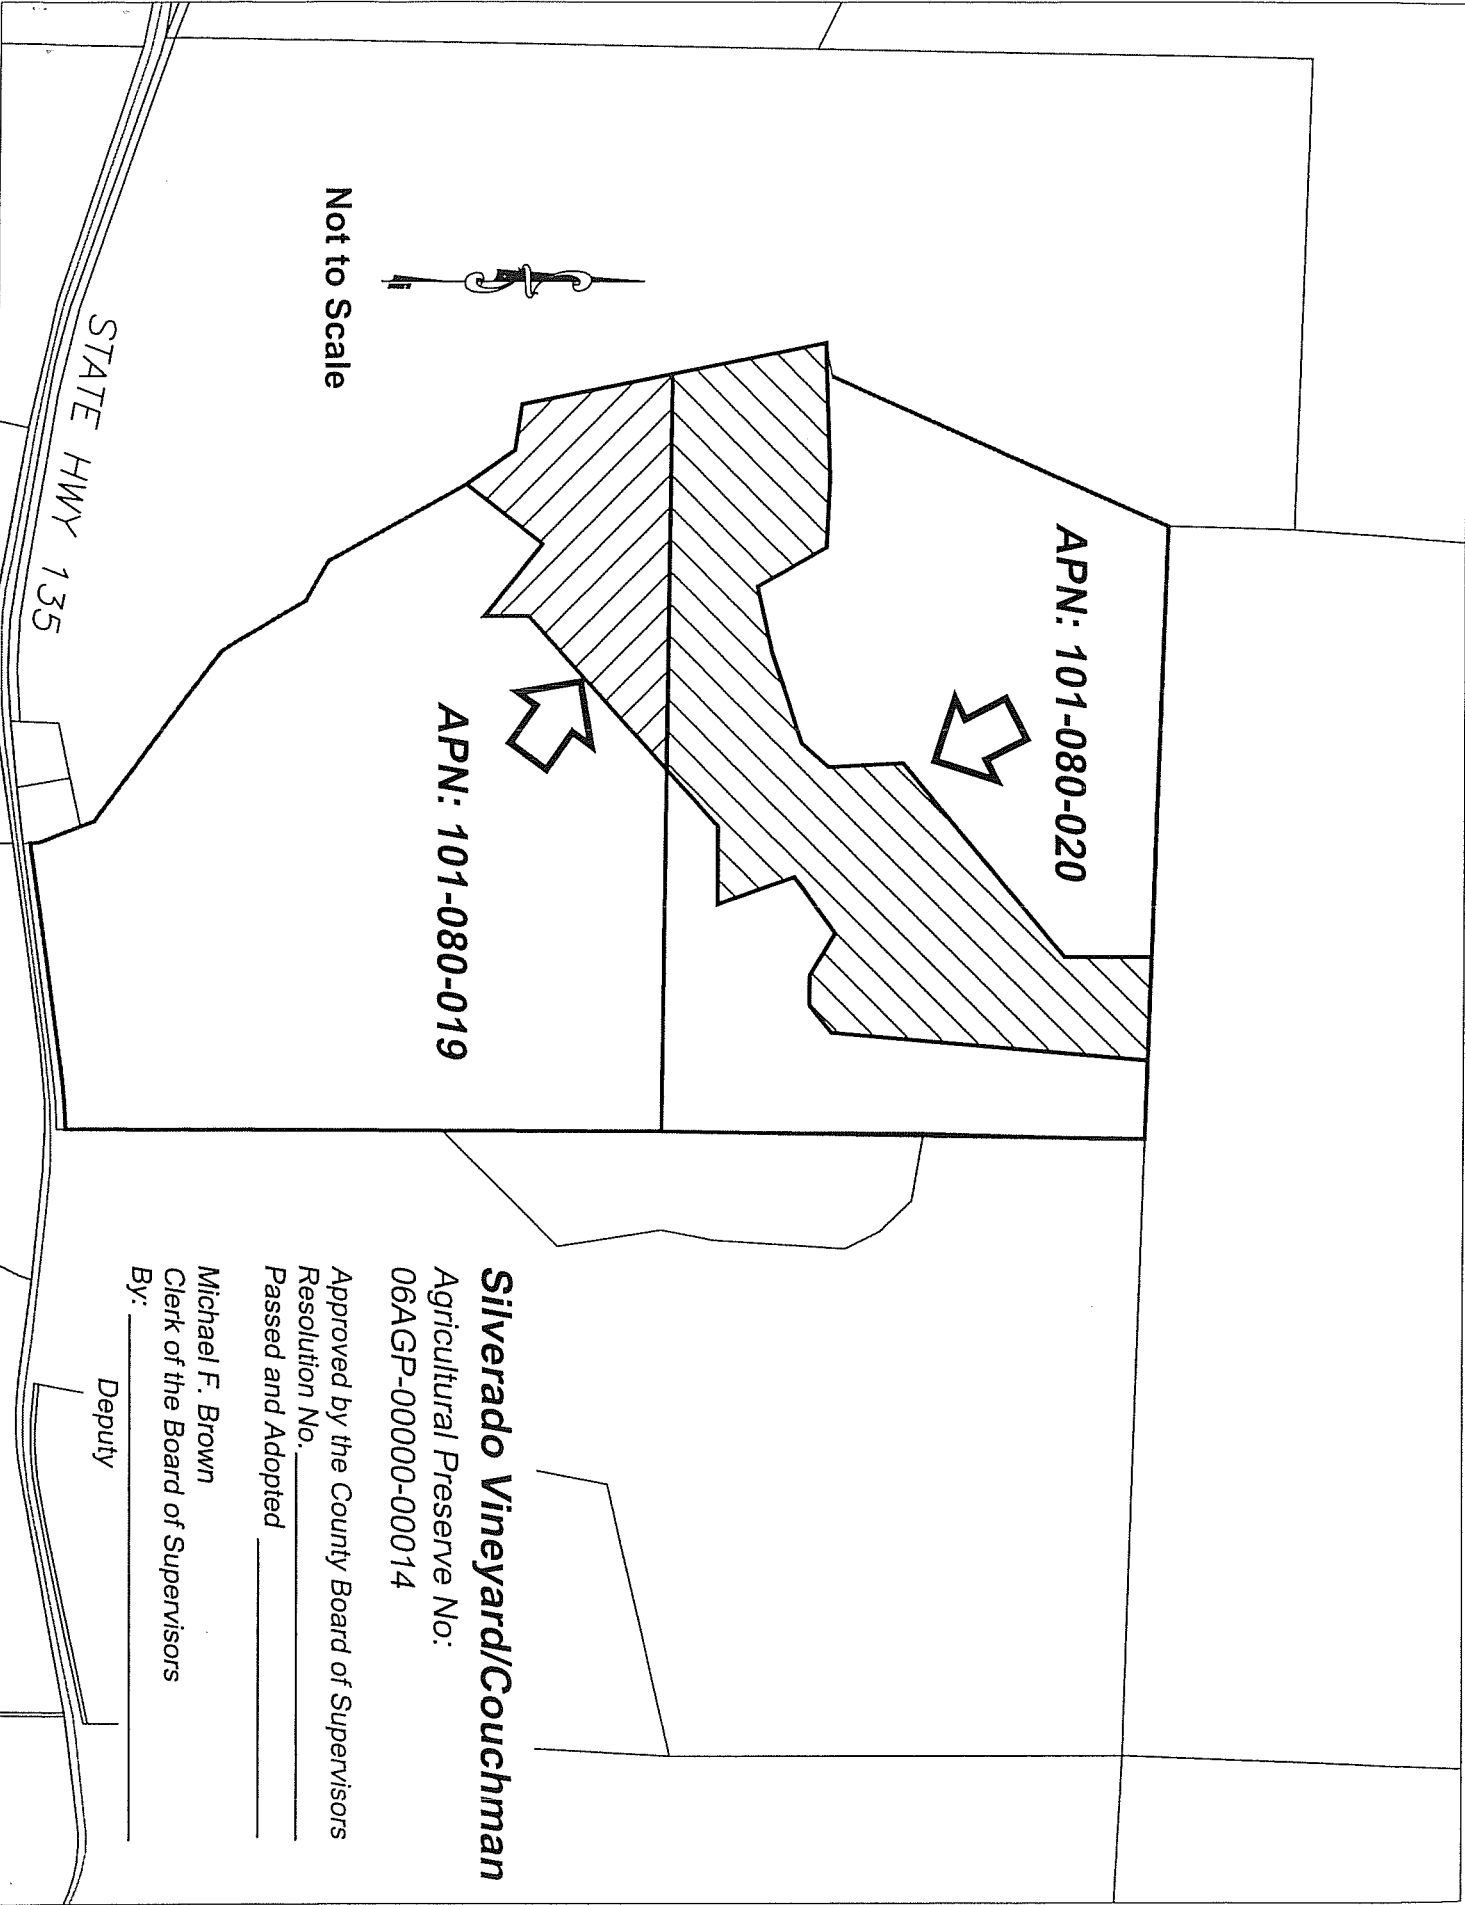 APN: 101-080-020
Not to Scale
APN: 101-080-019
STATE HWY 135
Silverado Vineyard/Couchman
Agricultural Preserve No:
06AGP-00000-00014
Approved by the County Board of Supervisors
Resolution No.
Passed and Adopted
Michael F. Brown
Clerk of the Board of Supervisors
By:
Deputy